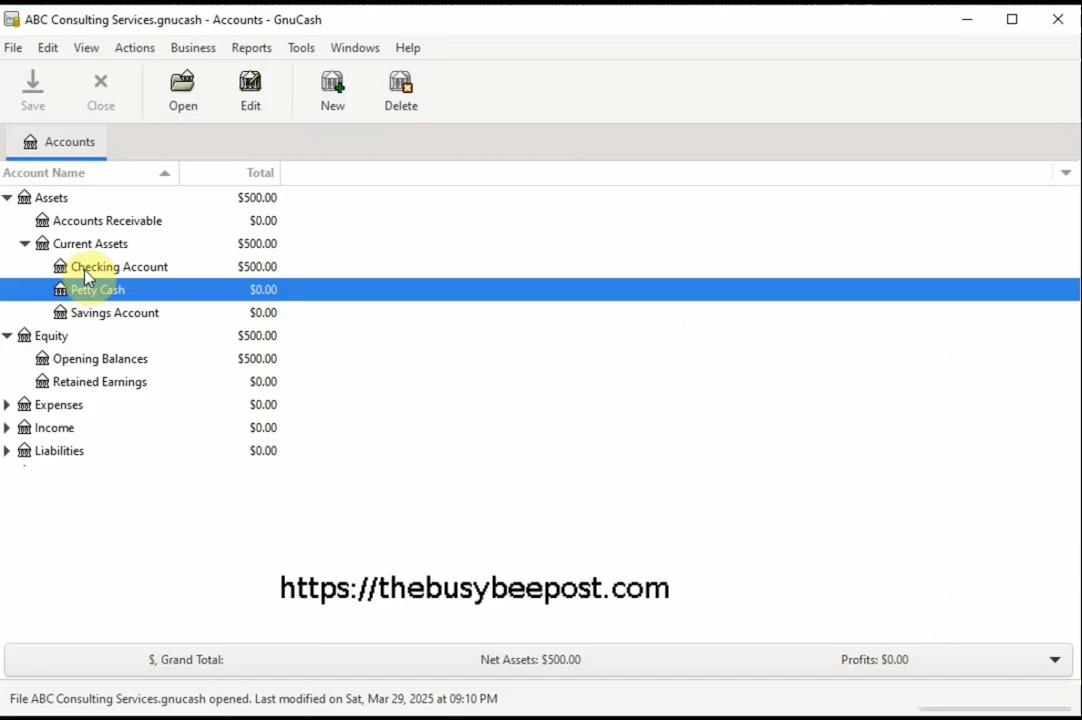 ABC Consulting Services.gnucash - Accounts - GnuCash
File Edit View Actions Business Reports Tools Windows Help
Save Close Open Edit New Delete
Accounts
Account Name Total
Assets $500.00
Accounts Receivable $0.00
Current Assets $500.00
Checking Account $500.00
Petty Cash $0.00
Savings Account $0.00
Equity $500.00
Opening Balances $500.00
Retained Earnings $0.00
Expenses $0.00
Income $0.00
Liabilities $0.00
https://thebusybeepost.com
$, Grand Total: Net Assets: $500.00 Profits: $0.00
File ABC Consulting Services.gnucash opened. Last modified on Sat, Mar 29, 2025 at 09:10 PM